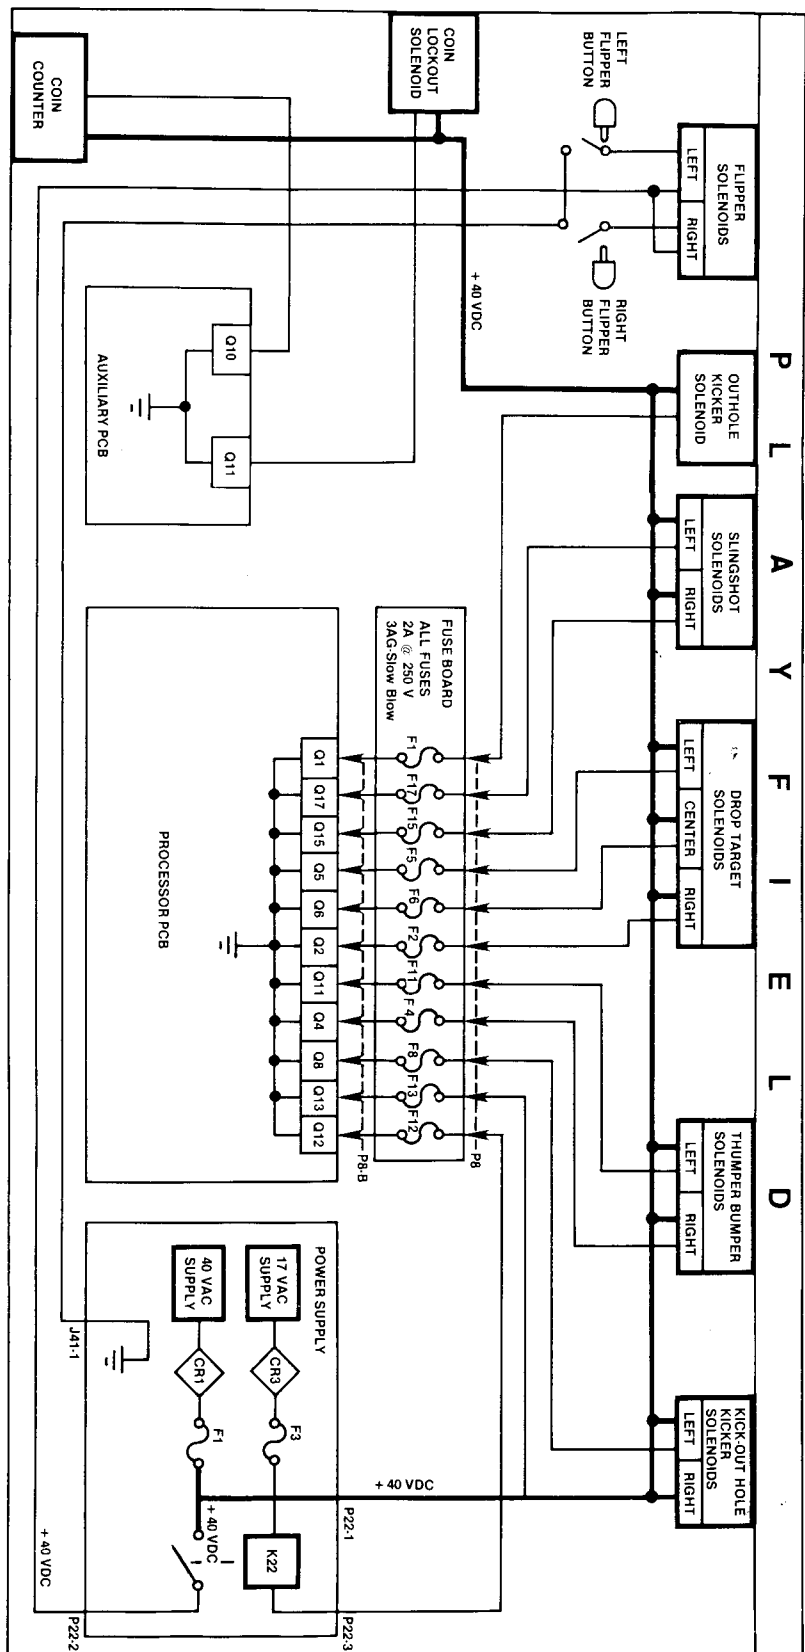 PLAYFIELD
FLIPPER
SOLENOIDS
LEFT
RIGHT
OUTHOLE
KICKER
SOLENOID
SLINGSHOT
SOLENOIDS
LEFT
RIGHT
DROP TARGET
SOLENOIDS
LEFT
CENTER
RIGHT
THUMPER BUMPER
SOLENOIDS
LEFT
RIGHT
KICK-OUT HOLE
KICKER
SOLENOIDS
LEFT
RIGHT
LEFT
FLIPPER
BUTTON
RIGHT
FLIPPER
BUTTON
COIN
LOCKOUT
SOLENOID
+ 40 VDC
COIN
COUNTER
Q10
Q11
AUXILIARY PCB
FUSE BOARD
ALL FUSES
2A @ 250 V
3AG-Slow Blow
P8
F1
F17
F15
F5
F6
F2
F11
F4
F8
F13
F12
P8-B
Q1
Q17
Q15
Q5
Q6
Q2
Q11
Q4
Q8
Q13
Q12
PROCESSOR PCB
+ 40 VDC
P22-1
P22-3
POWER SUPPLY
17 VAC
SUPPLY
CR3
F3
K22
40 VAC
SUPPLY
CR1
F1
+ 40 VDC
J41-1
+ 40 VDC
P22-2